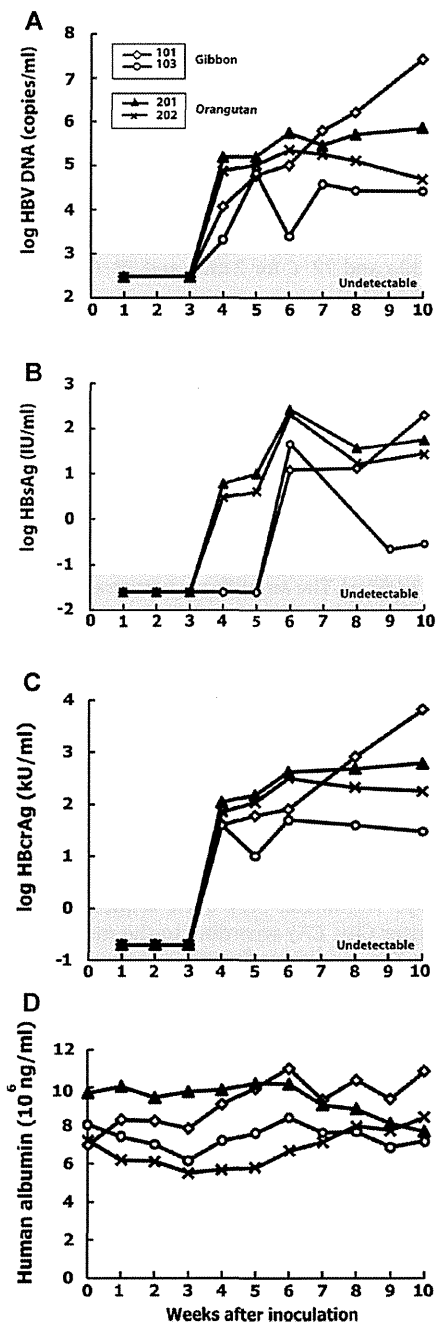 A
log HBV DNA (copies/ml)
8
7
6
5
4
3
2
101
103
Gibbon
201
202
Orangutan
Undetectable
0 1 2 3 4 5 6 7 8 9 10
B
log HBsAg (IU/ml)
3
2
1
0
-1
-2
Undetectable
0 1 2 3 4 5 6 7 8 9 10
C
log HBcrAg (kU/ml)
4
3
2
1
0
-1
Undetectable
0 1 2 3 4 5 6 7 8 9 10
D
Human albumin (10⁶ ng/ml)
12
10
8
6
4
2
0
0 1 2 3 4 5 6 7 8 9 10
Weeks after inoculation